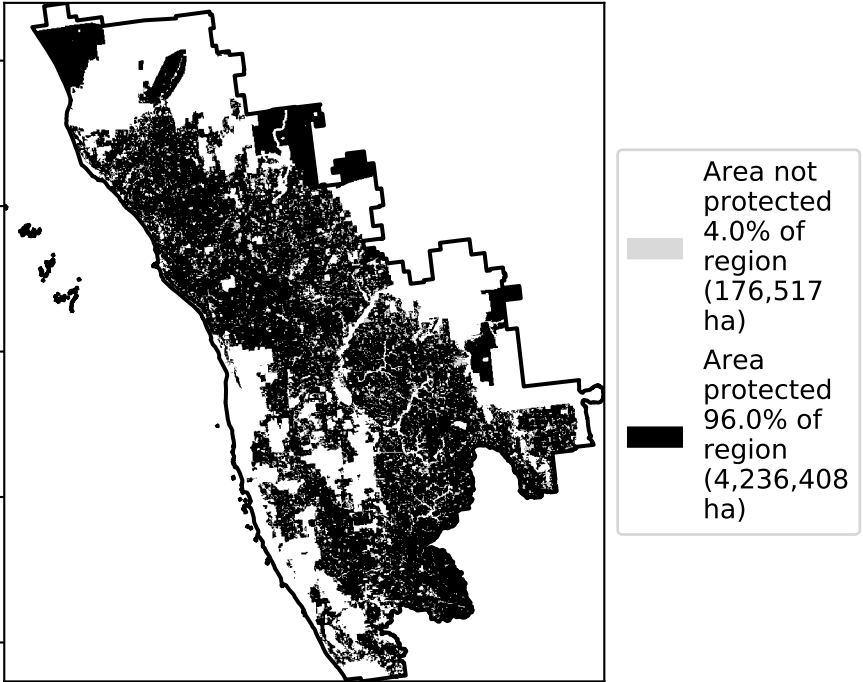 Area not
protected
4.0% of
region
(176,517
ha)
Area
protected
96.0% of
region
(4,236,408
ha)